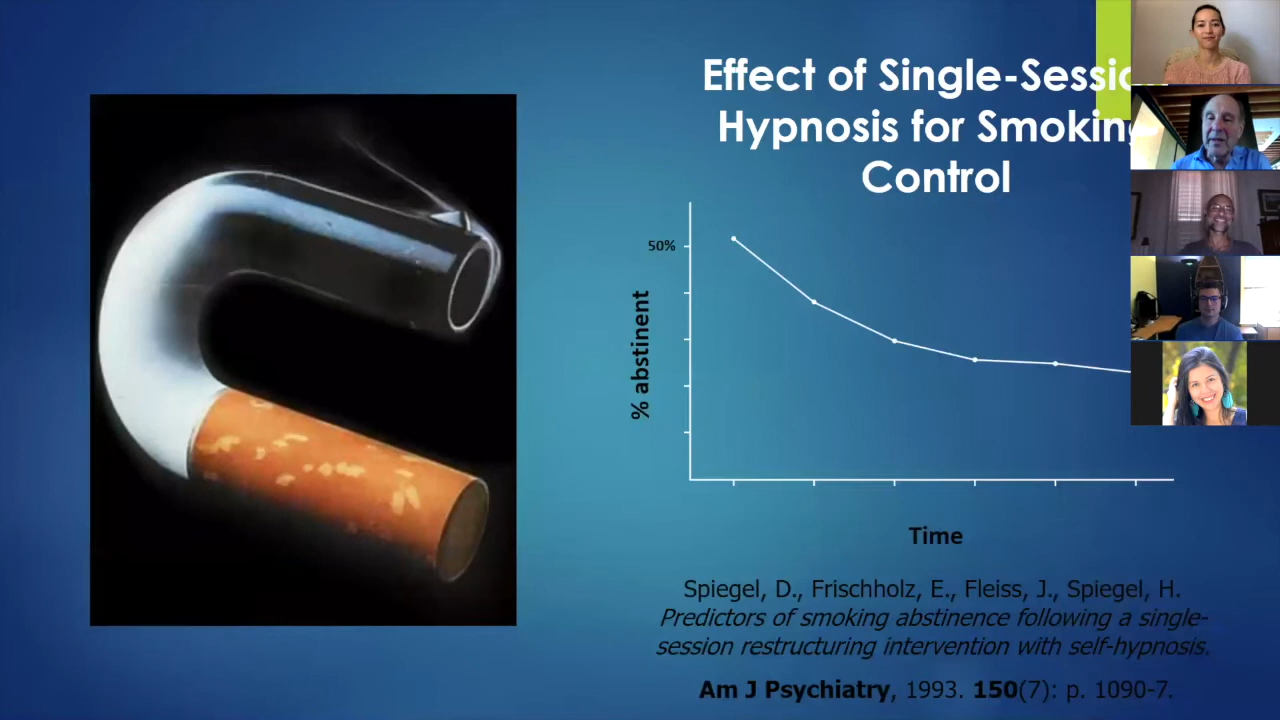 Effect of Single-Sessio
Hypnosis for Smoking
Control
50%
% abstinent
Time
Spiegel, D., Frischholz, E., Fleiss, J., Spiegel, H.
Predictors of smoking abstinence following a single-
session restructuring intervention with self-hypnosis.
Am J Psychiatry, 1993. 150(7): p. 1090-7.